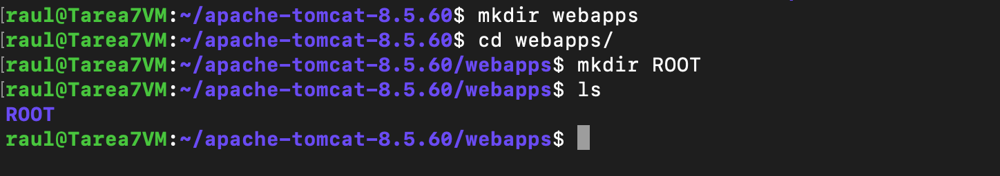 [raul@Tarea7VM:~/apache-tomcat-8.5.60$ mkdir webapps
[raul@Tarea7VM:~/apache-tomcat-8.5.60$ cd webapps/
[raul@Tarea7VM:~/apache-tomcat-8.5.60/webapps$ mkdir ROOT
[raul@Tarea7VM:~/apache-tomcat-8.5.60/webapps$ ls
ROOT
raul@Tarea7VM:~/apache-tomcat-8.5.60/webapps$